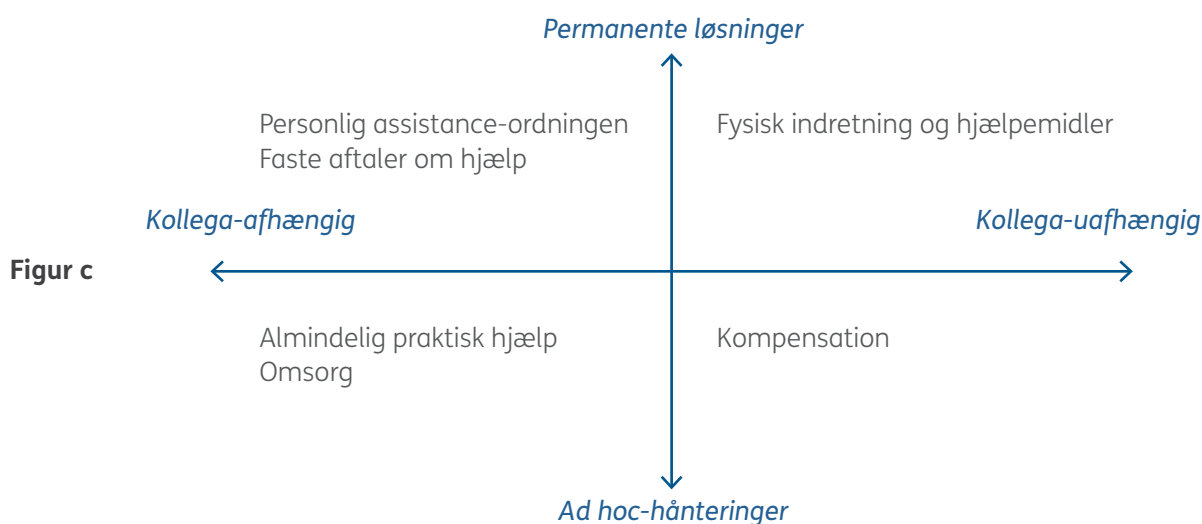 Permanente løsninger
Personlig assistance-ordningen
Faste aftaler om hjælp
Fysisk indretning og hjælpemidler
Kollega-afhængig
Kollega-uafhængig
Figur c
Almindelig praktisk hjælp
Omsorg
Kompensation
Ad hoc-hånteringer